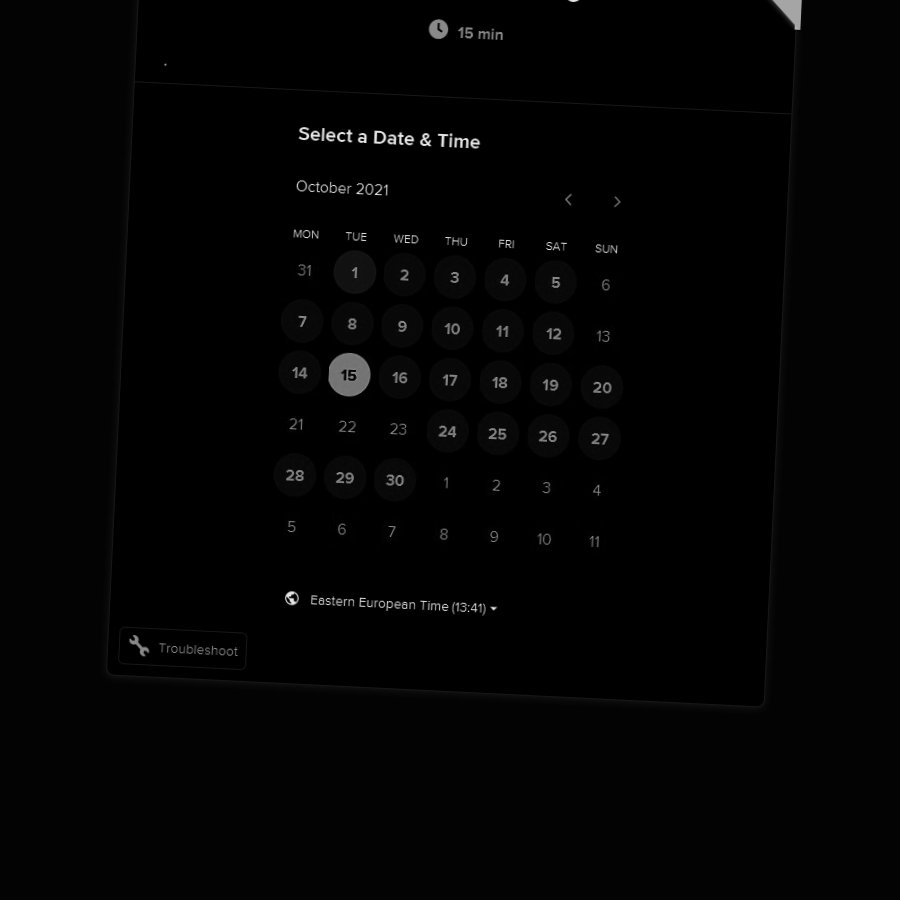 15 min
.
Select a Date & Time
October 2021
MON TUE WED THU FRI SAT SUN
31 1 2 3 4 5 6
7 8 9 10 11 12 13
14 15 16 17 18 19 20
21 22 23 24 25 26 27
28 29 30 1 2 3 4
5 6 7 8 9 10 11
Eastern European Time (13:41)
Troubleshoot